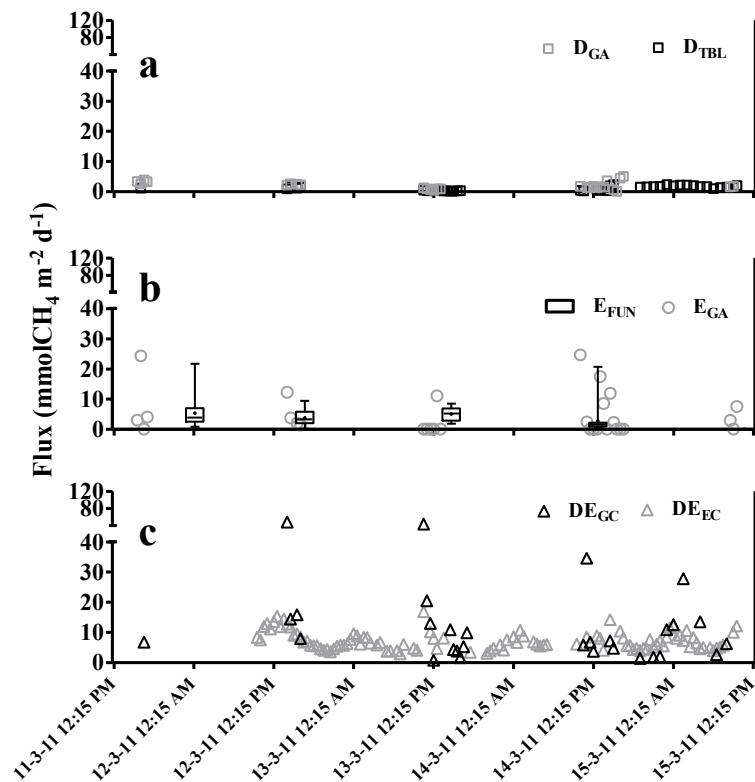 120
80
40
30
20
10
0
a
D_GA D_TBL
120
80
40
30
20
10
0
b
E_FUN E_GA
Flux (mmolCH₄ m⁻² d⁻¹)
120
80
40
30
20
10
0
c
DE_GC DE_EC
11-3-11 12:15 PM
12-3-11 12:15 AM
12-3-11 12:15 PM
13-3-11 12:15 AM
13-3-11 12:15 PM
14-3-11 12:15 AM
14-3-11 12:15 PM
15-3-11 12:15 AM
15-3-11 12:15 PM